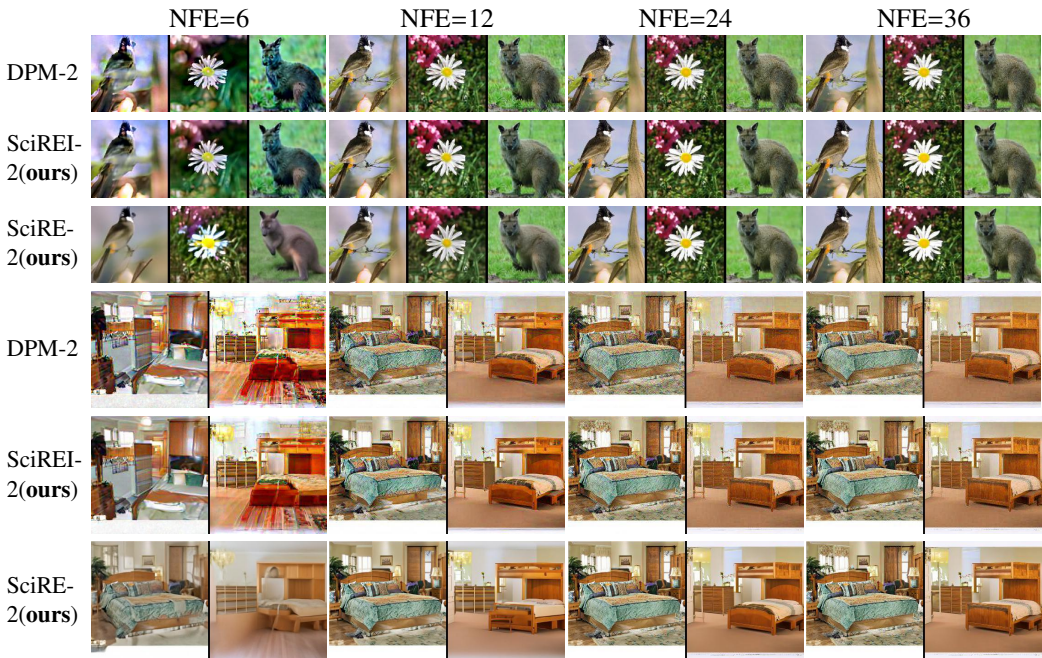 NFE=6 NFE=12 NFE=24 NFE=36
DPM-2
SciREI-
2(ours)
SciRE-
2(ours)
DPM-2
SciREI-
2(ours)
SciRE-
2(ours)